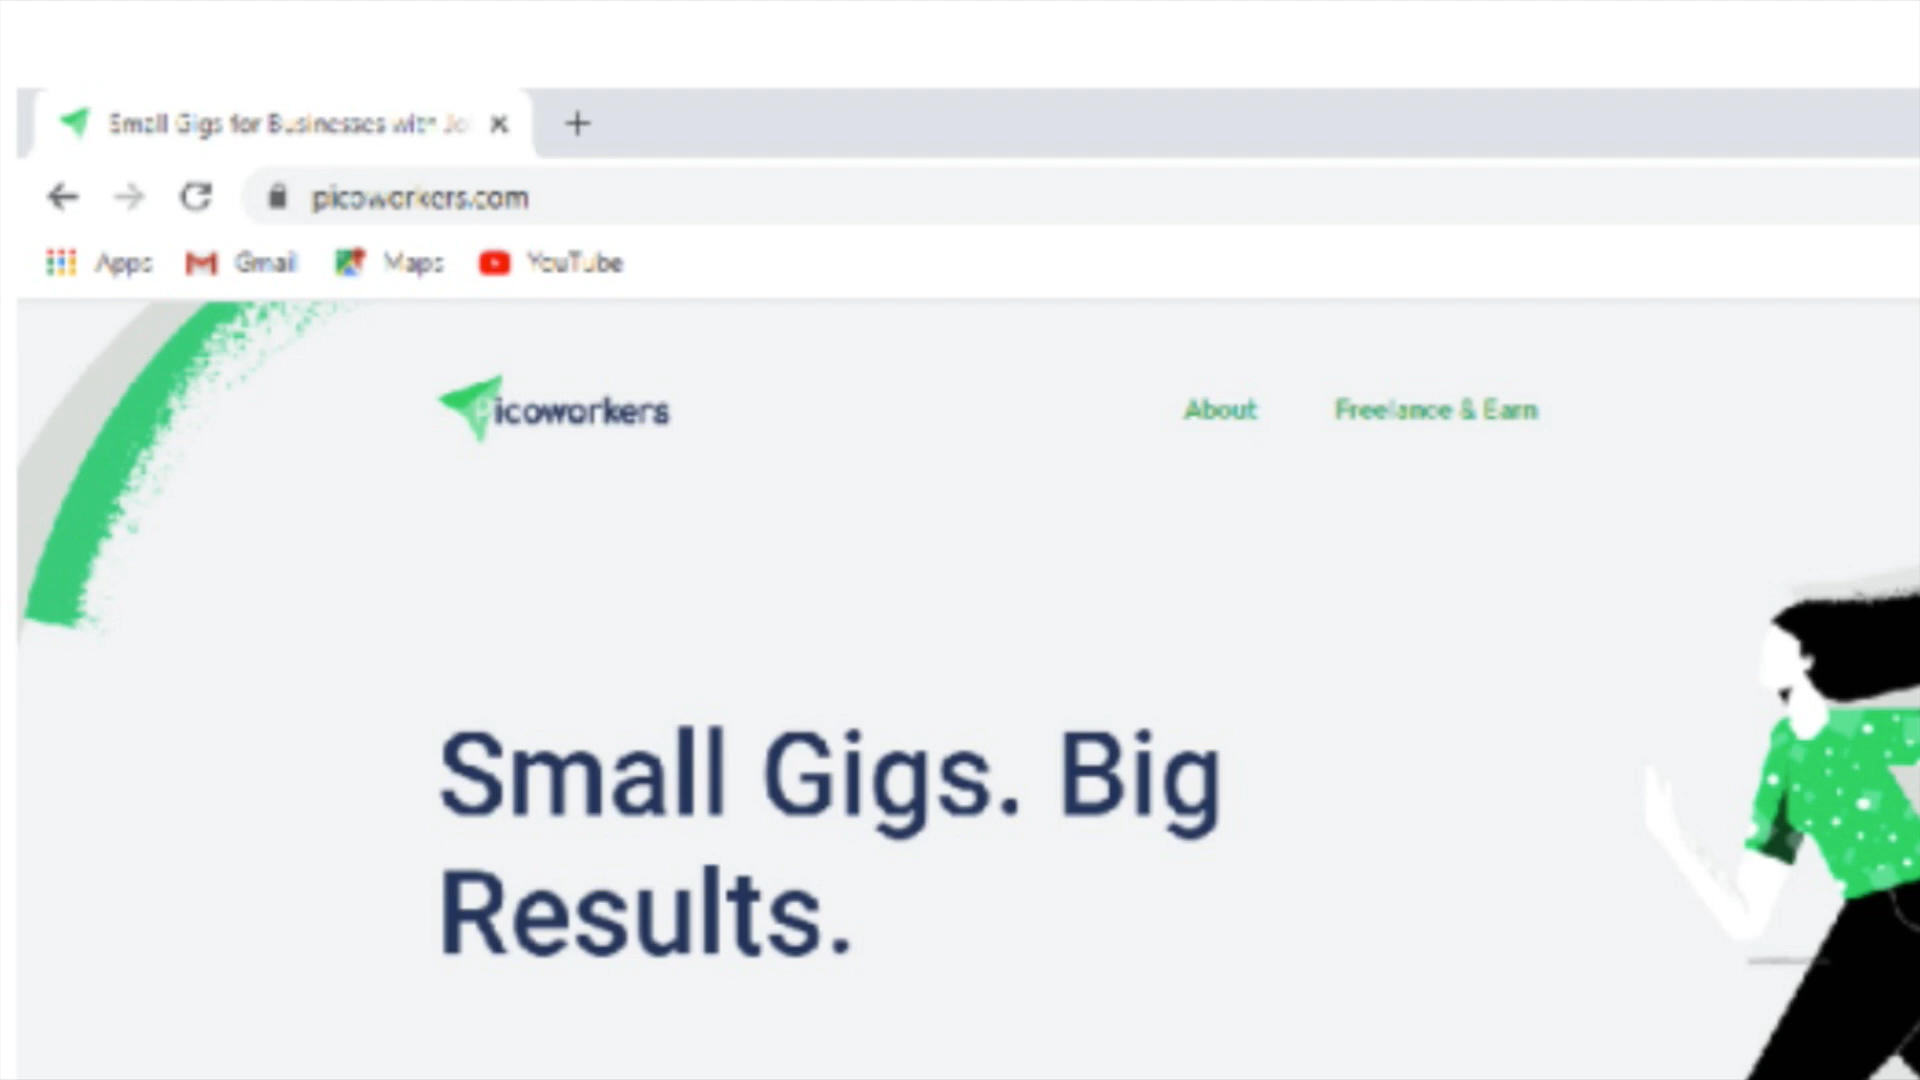 Small Gigs for Businesses with Jo
picoworkers.com
Apps Gmail Maps YouTube
Picoworkers About Freelance & Earn
Small Gigs. Big
Results.